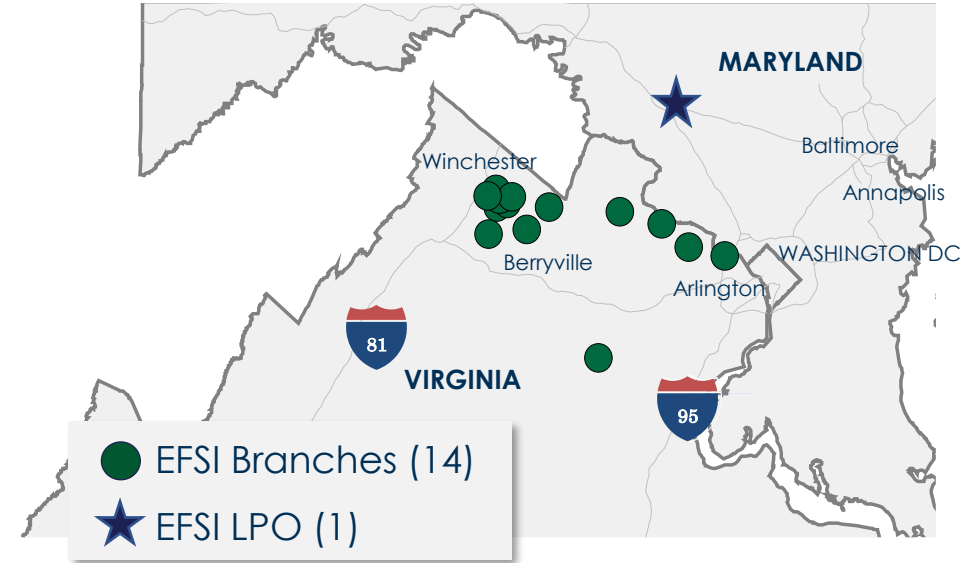 MARYLAND
Baltimore
Winchester
Annapolis
WASHINGTON DC
Berryville
Arlington
81
VIRGINIA
95
EFSI Branches (14)
EFSI LPO (1)